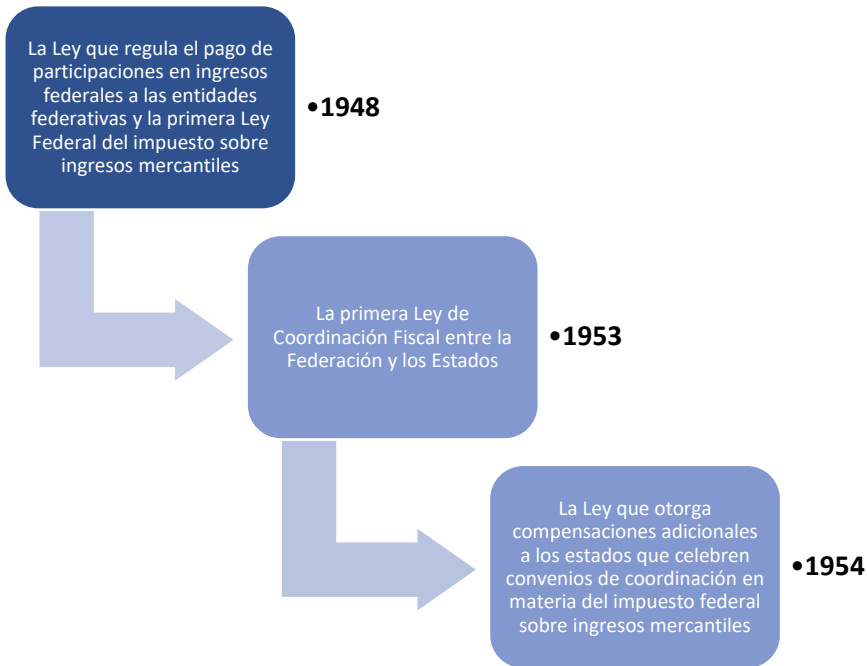 La Ley que regula el pago de
participaciones en ingresos
federales a las entidades
federativas y la primera Ley
Federal del impuesto sobre
ingresos mercantiles
•1948
La primera Ley de
Coordinación Fiscal entre la
Federación y los Estados
•1953
La Ley que otorga
compensaciones adicionales
a los estados que celebren
convenios de coordinación en
materia del impuesto federal
sobre ingresos mercantiles
•1954